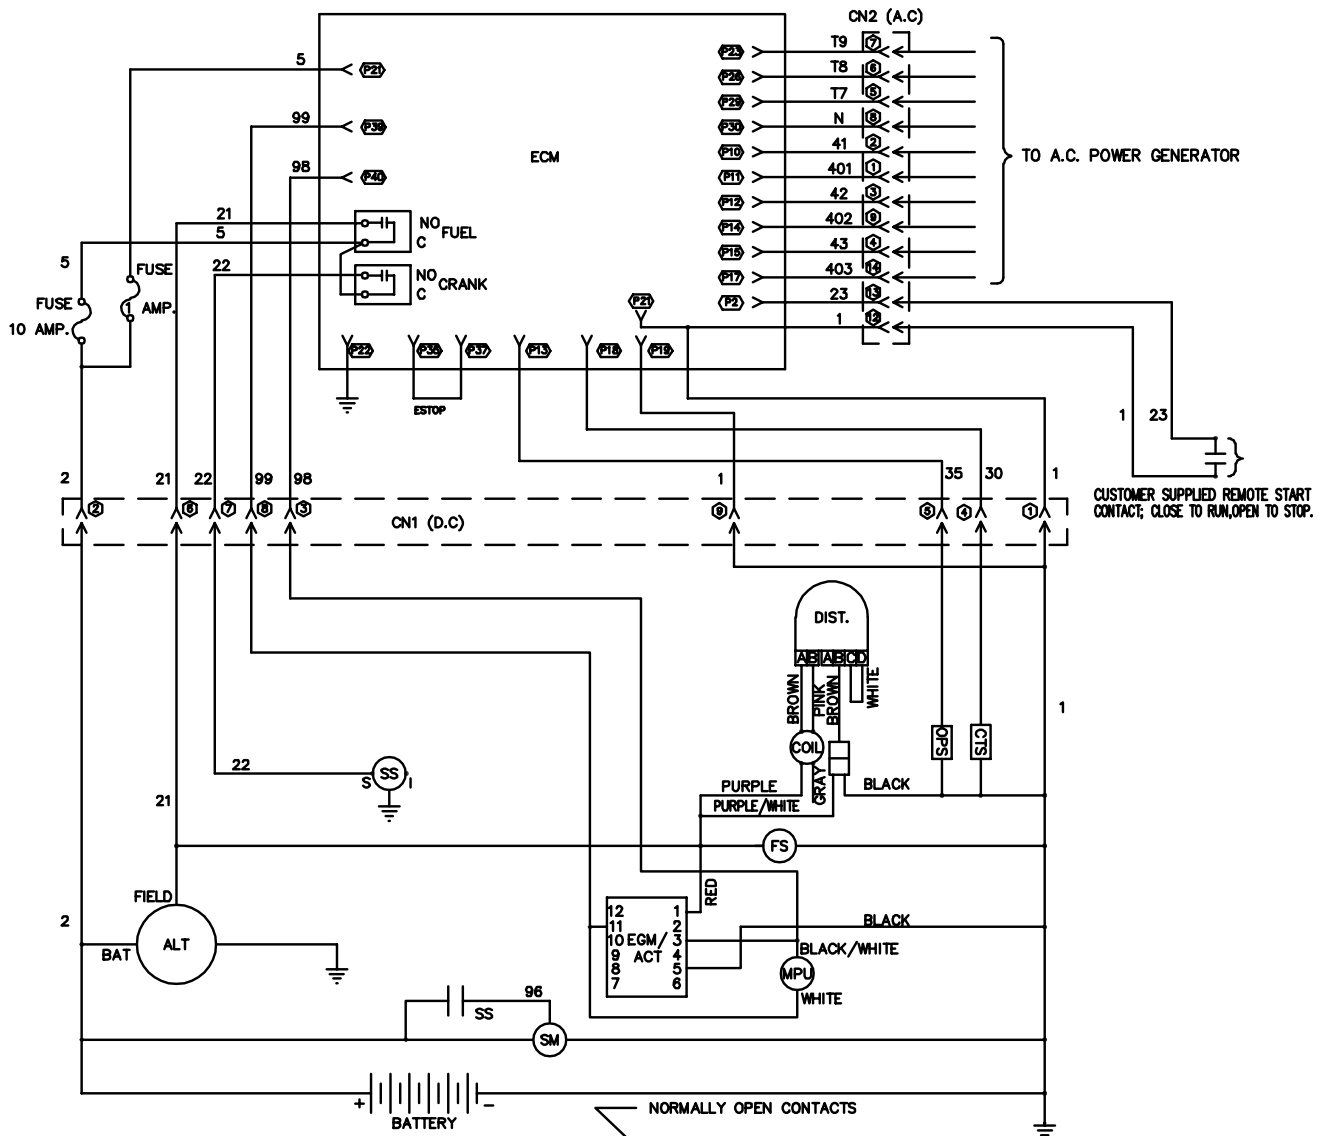 CN2 (A.C)
5
P21
99
P39
98
P40
ECM
P23
T9
7
P26
T8
6
P29
T7
5
P30
N
8
P10
41
2
P11
401
1
P12
42
3
P14
402
9
P15
43
4
P17
403
14
P2
23
13
P21
1
12
TO A.C. POWER GENERATOR
21
5
22
NO
C
FUEL
NO
C
CRANK
5
FUSE
1
AMP.
FUSE
10 AMP.
P22
P36
P37
P13
P18
P19
ESTOP
1
23
CUSTOMER SUPPLIED REMOTE START
CONTACT; CLOSE TO RUN,OPEN TO STOP.
2
21
22
99
98
1
35
30
1
2
6
7
8
3
9
5
4
1
CN1 (D.C)
DIST.
A B A B C D
BROWN
PINK
BROWN
WHITE
COIL
GRAY
OPS
CTS
1
22
S
SS
I
PURPLE
BLACK
PURPLE/WHITE
21
FS
RED
FIELD
ALT
BAT
2
12
11
10
9
8
7
EGM/
ACT
1
2
3
4
5
6
BLACK
BLACK/WHITE
MPU
WHITE
96
SS
SM
+
-
BATTERY
NORMALLY OPEN CONTACTS